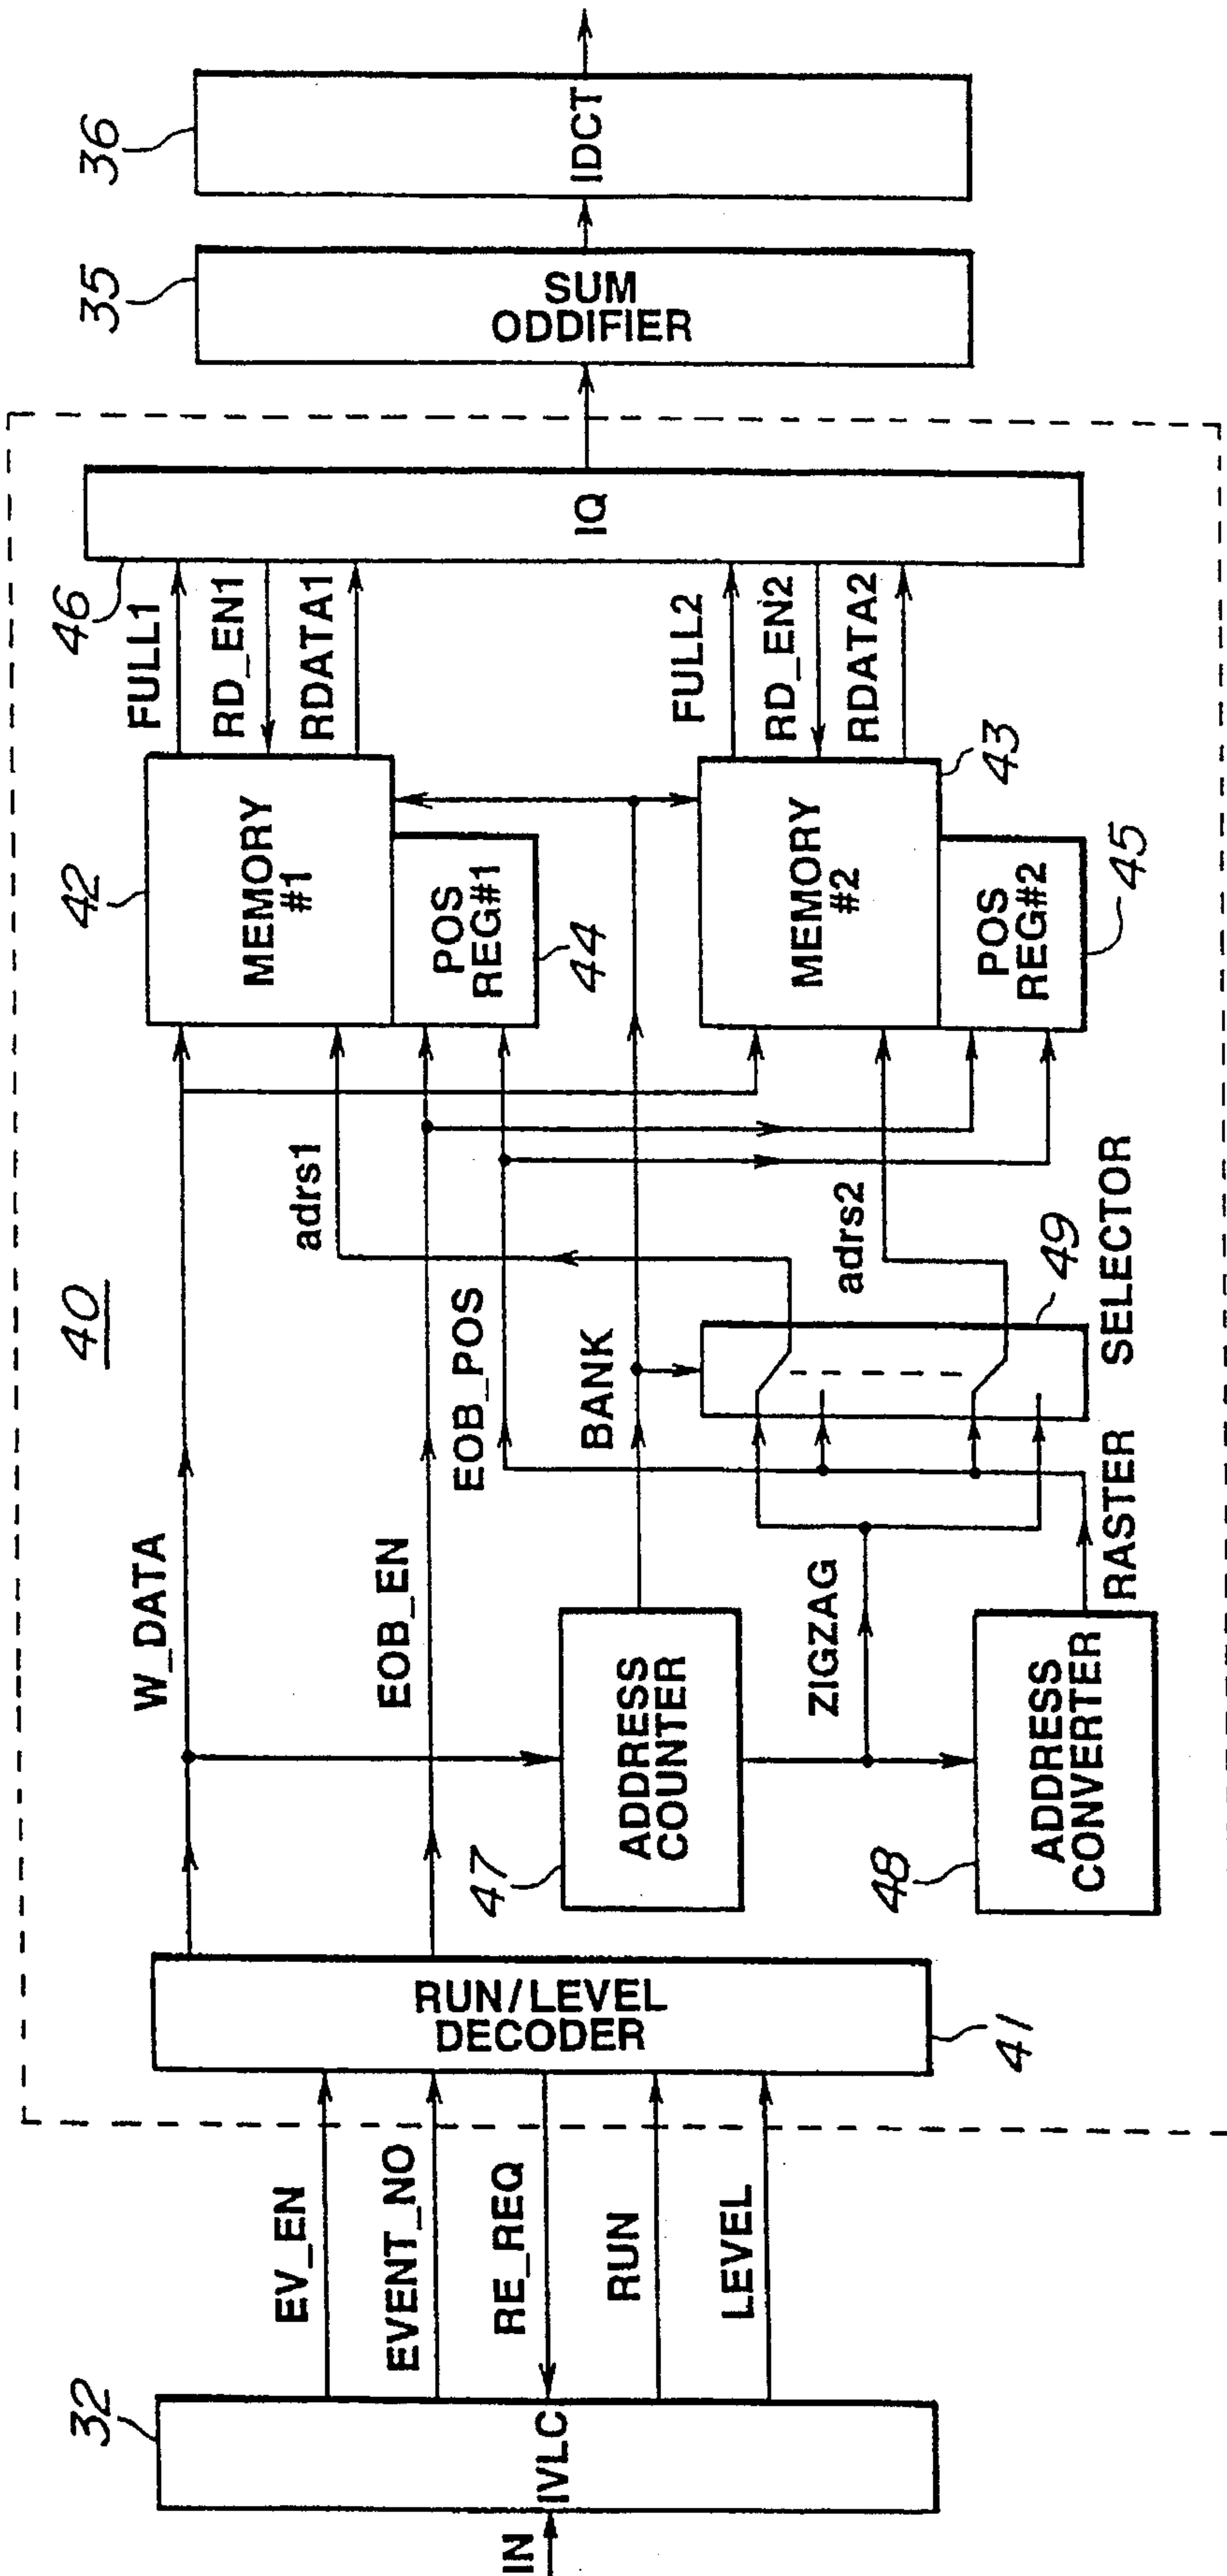 IN
IVLC
32
EV_EN
EVENT_NO
RE_REQ
RUN
LEVEL
RUN/LEVEL
DECODER
41
40
W_DATA
EOB_EN
EOB_POS
BANK
ADDRESS
COUNTER
47
ZIGZAG
ADDRESS
CONVERTER
48
RASTER
SELECTOR
49
adrs1
adrs2
MEMORY
#1
42
POS
REG#1
44
MEMORY
#2
43
POS
REG#2
45
FULL1
RD_EN1
RDATA1
FULL2
RD_EN2
RDATA2
46
IQ
35
SUM
ODDIFIER
36
IDCT